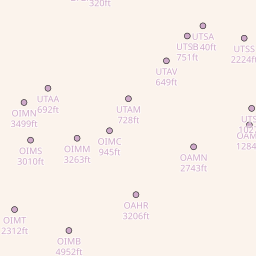 320ft
UTSA
UTSB 40ft
751ft
UTSS
2224ft
UTAV
649ft
UTAA
692ft
OIMN
3499ft
UTAM
728ft
OIMC
945ft
OIMM
3263ft
OIMS
3010ft
OAMN
2743ft
OAHR
3206ft
OIMT
2312ft
OIMB
4952ft